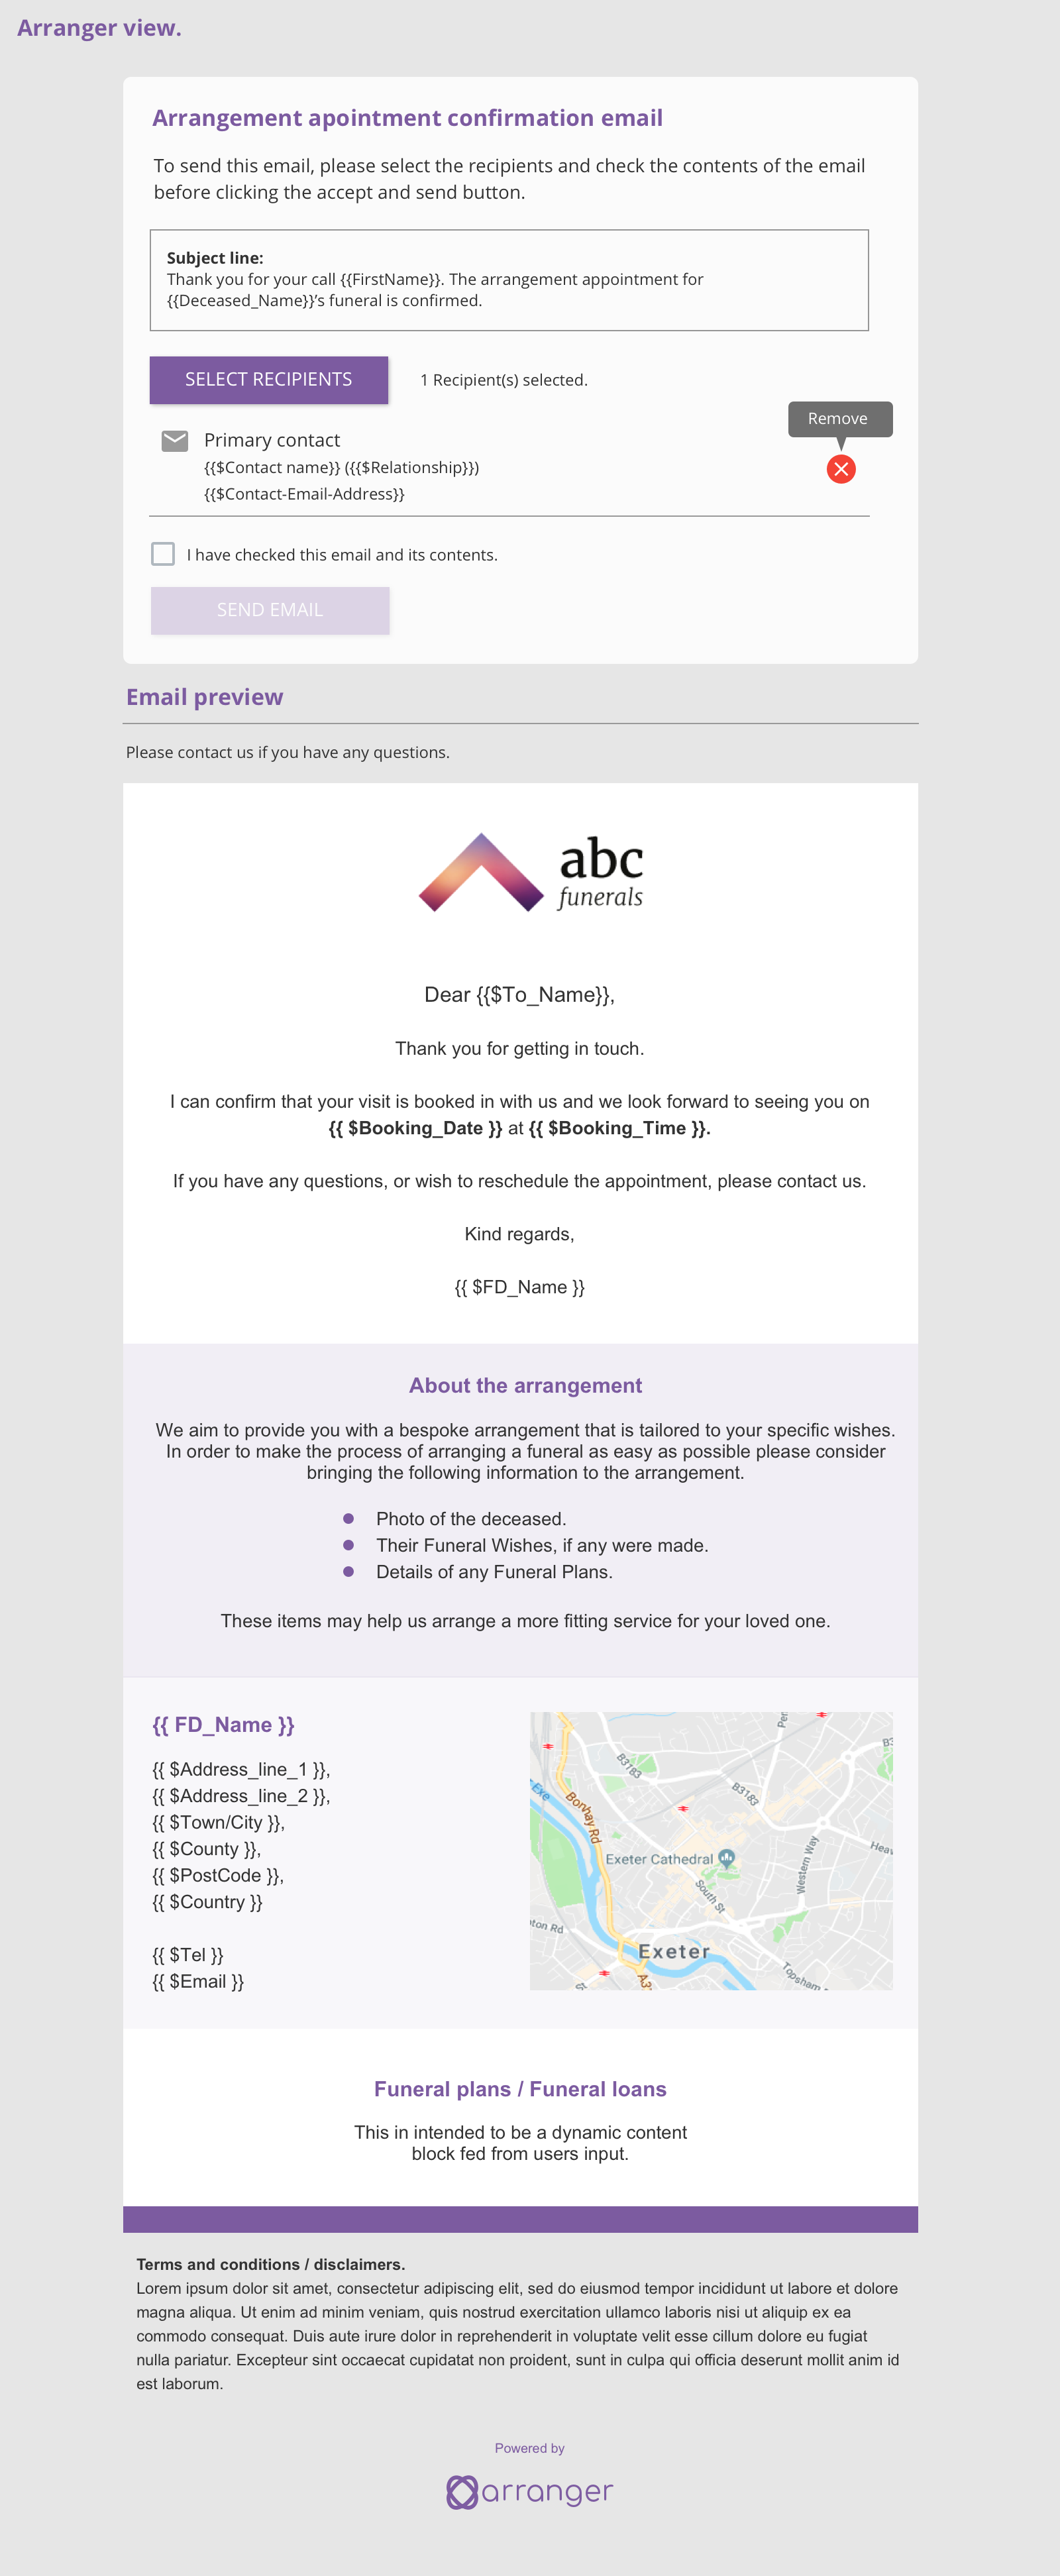 Arranger view.
Arrangement apointment confirmation email
To send this email, please select the recipients and check the contents of the email
before clicking the accept and send button.
Subject line:
Thank you for your call {{FirstName}}. The arrangement appointment for
{{Deceased_Name}}’s funeral is confirmed.
SELECT RECIPIENTS
1 Recipient(s) selected.
Remove
Primary contact
{{$Contact name}} ({{$Relationship}})
{{$Contact-Email-Address}}
I have checked this email and its contents.
SEND EMAIL
Email preview
Please contact us if you have any questions.
abc
funerals
Dear {{$To_Name}},
Thank you for getting in touch.
I can confirm that your visit is booked in with us and we look forward to seeing you on
{{ $Booking_Date }} at {{ $Booking_Time }}.
If you have any questions, or wish to reschedule the appointment, please contact us.
Kind regards,
{{ $FD_Name }}
About the arrangement
We aim to provide you with a bespoke arrangement that is tailored to your specific wishes.
In order to make the process of arranging a funeral as easy as possible please consider
bringing the following information to the arrangement.
Photo of the deceased.
Their Funeral Wishes, if any were made.
Details of any Funeral Plans.
These items may help us arrange a more fitting service for your loved one.
{{ FD_Name }}
{{ $Address_line_1 }},
{{ $Address_line_2 }},
{{ $Town/City }},
{{ $County }},
{{ $PostCode }},
{{ $Country }}
{{ $Tel }}
{{ $Email }}
B3183
B3183
Exe
Bonhay Rd
Exeter Cathedral
Western Way
South St
ton Rd
Exeter
Topsham
Funeral plans / Funeral loans
This in intended to be a dynamic content
block fed from users input.
Terms and conditions / disclaimers.
Lorem ipsum dolor sit amet, consectetur adipiscing elit, sed do eiusmod tempor incididunt ut labore et dolore
magna aliqua. Ut enim ad minim veniam, quis nostrud exercitation ullamco laboris nisi ut aliquip ex ea
commodo consequat. Duis aute irure dolor in reprehenderit in voluptate velit esse cillum dolore eu fugiat
nulla pariatur. Excepteur sint occaecat cupidatat non proident, sunt in culpa qui officia deserunt mollit anim id
est laborum.
Powered by
arranger